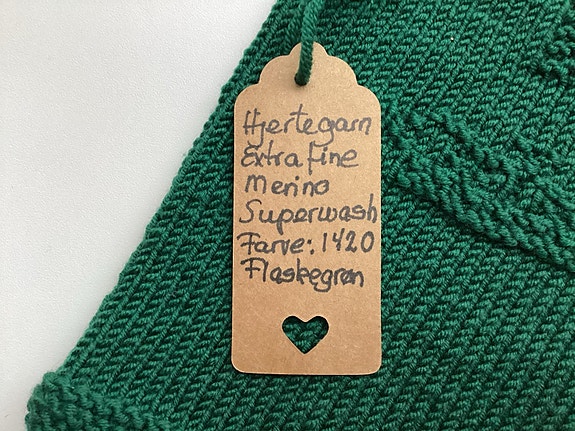 Hjertegarn
Extra fine
Merino
Superwash
Farve: 1420
Flaskegrøn